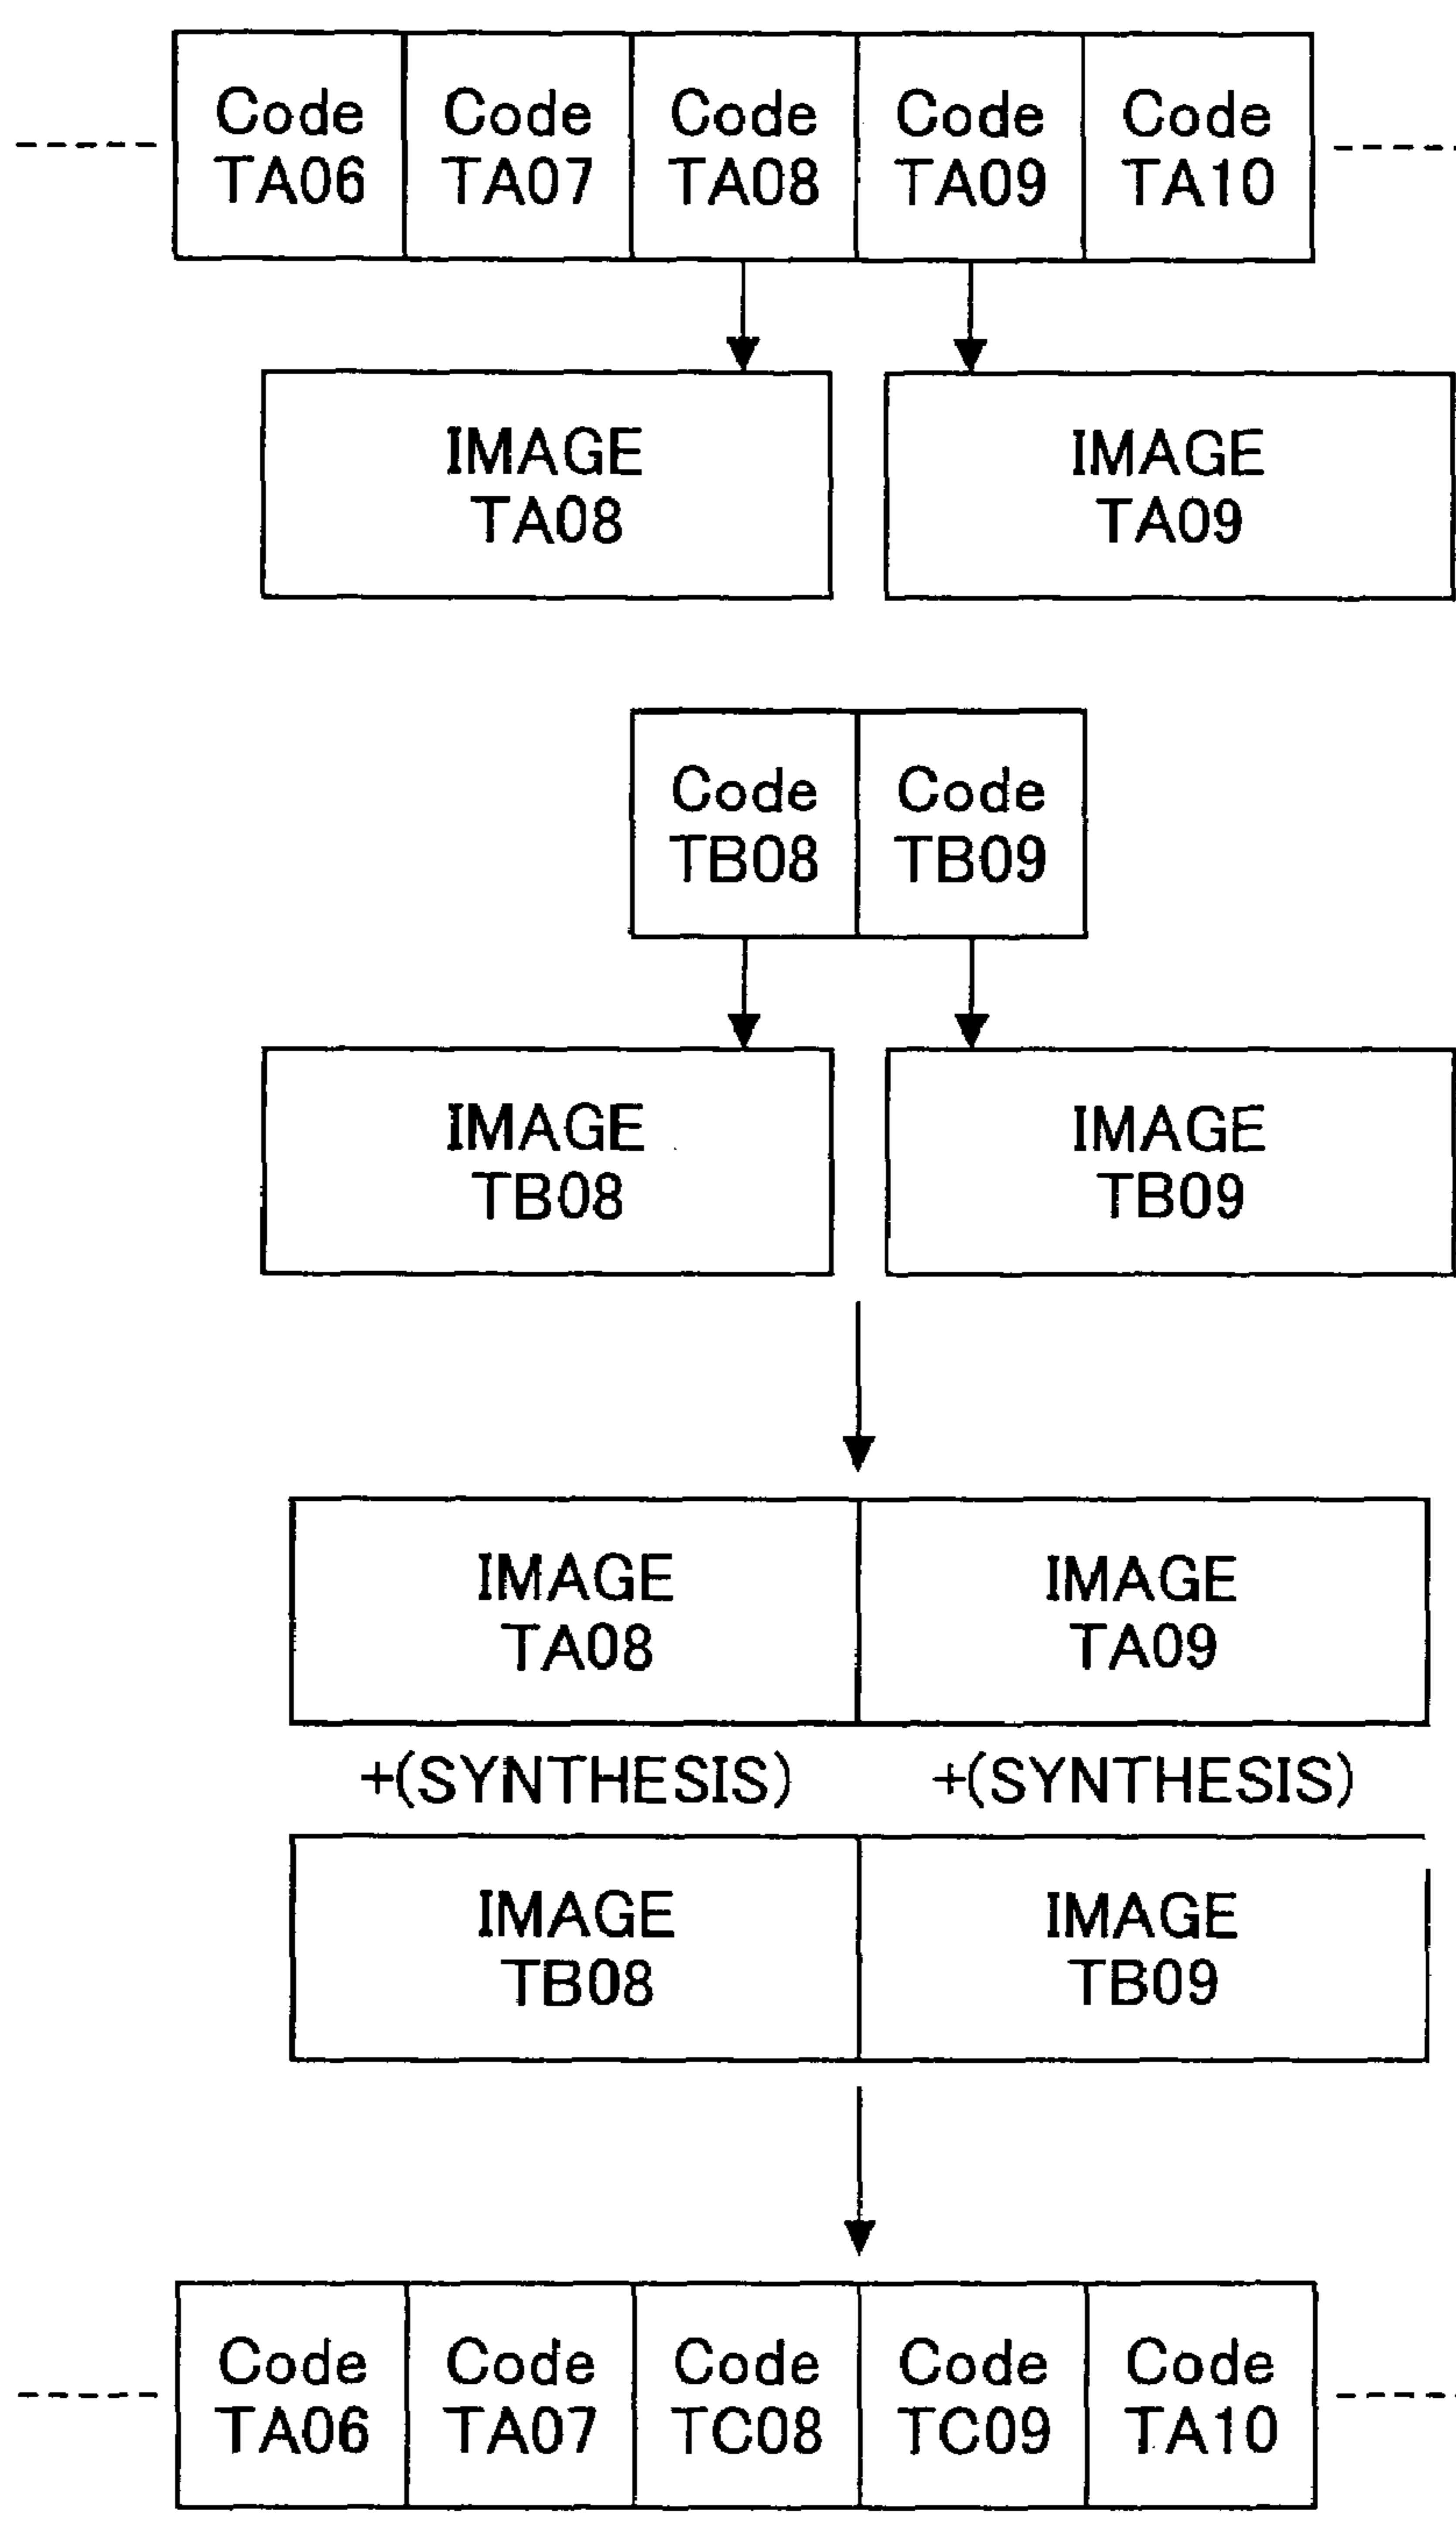 Code Code Code Code Code
TA06 TA07 TA08 TA09 TA10
IMAGE IMAGE
TA08 TA09
Code Code
TB08 TB09
IMAGE IMAGE
TB08 TB09
IMAGE IMAGE
TA08 TA09
+(SYNTHESIS) +(SYNTHESIS)
IMAGE IMAGE
TB08 TB09
Code Code Code Code Code
TA06 TA07 TC08 TC09 TA10